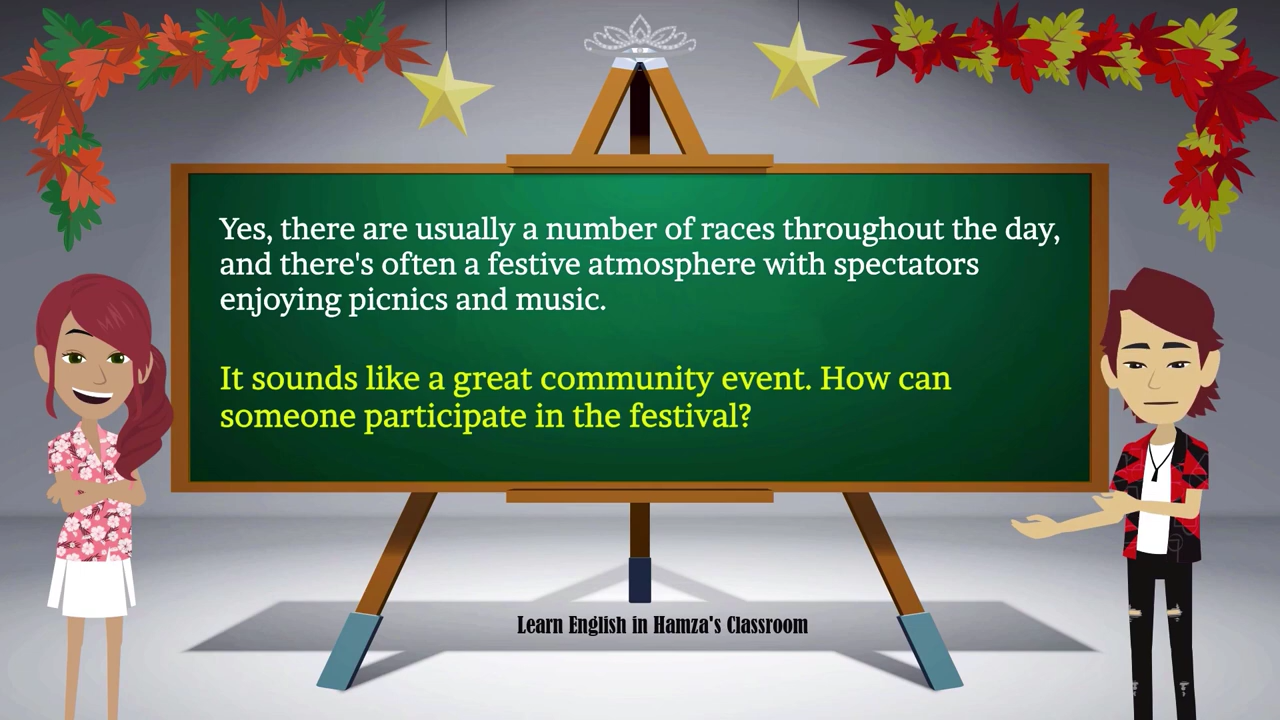 Yes, there are usually a number of races throughout the day,
and there's often a festive atmosphere with spectators
enjoying picnics and music.
It sounds like a great community event. How can
someone participate in the festival?
Learn English in Hamza's Classroom